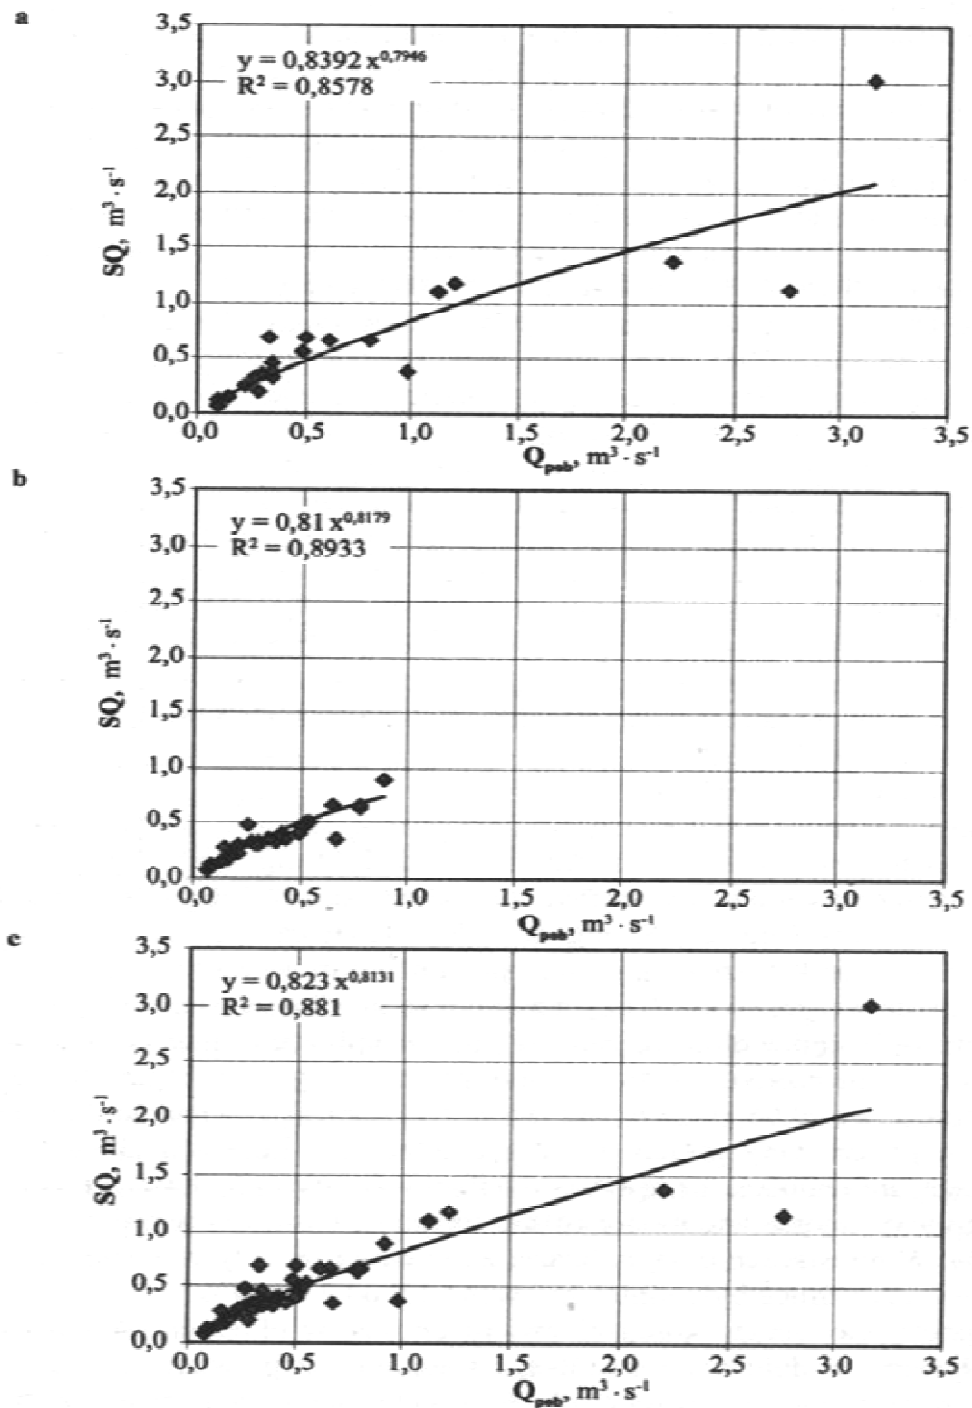 a
3,5
y = 0,8392 x^0,7946
R² = 0,8578
3,0
2,5
2,0
1,5
1,0
0,5
0,0
SQ, m³ · s⁻¹
0,0 0,5 1,0 1,5 2,0 2,5 3,0 3,5
Q, m³ · s⁻¹
b
3,5
y = 0,81 x^0,8179
R² = 0,8933
3,0
2,5
2,0
1,5
1,0
0,5
0,0
SQ, m³ · s⁻¹
0,0 0,5 1,0 1,5 2,0 2,5 3,0 3,5
Q, m³ · s⁻¹
c
3,5
y = 0,823 x^0,8131
R² = 0,881
3,0
2,5
2,0
1,5
1,0
0,5
0,0
SQ, m³ · s⁻¹
0,0 0,5 1,0 1,5 2,0 2,5 3,0 3,5
Q, m³ · s⁻¹